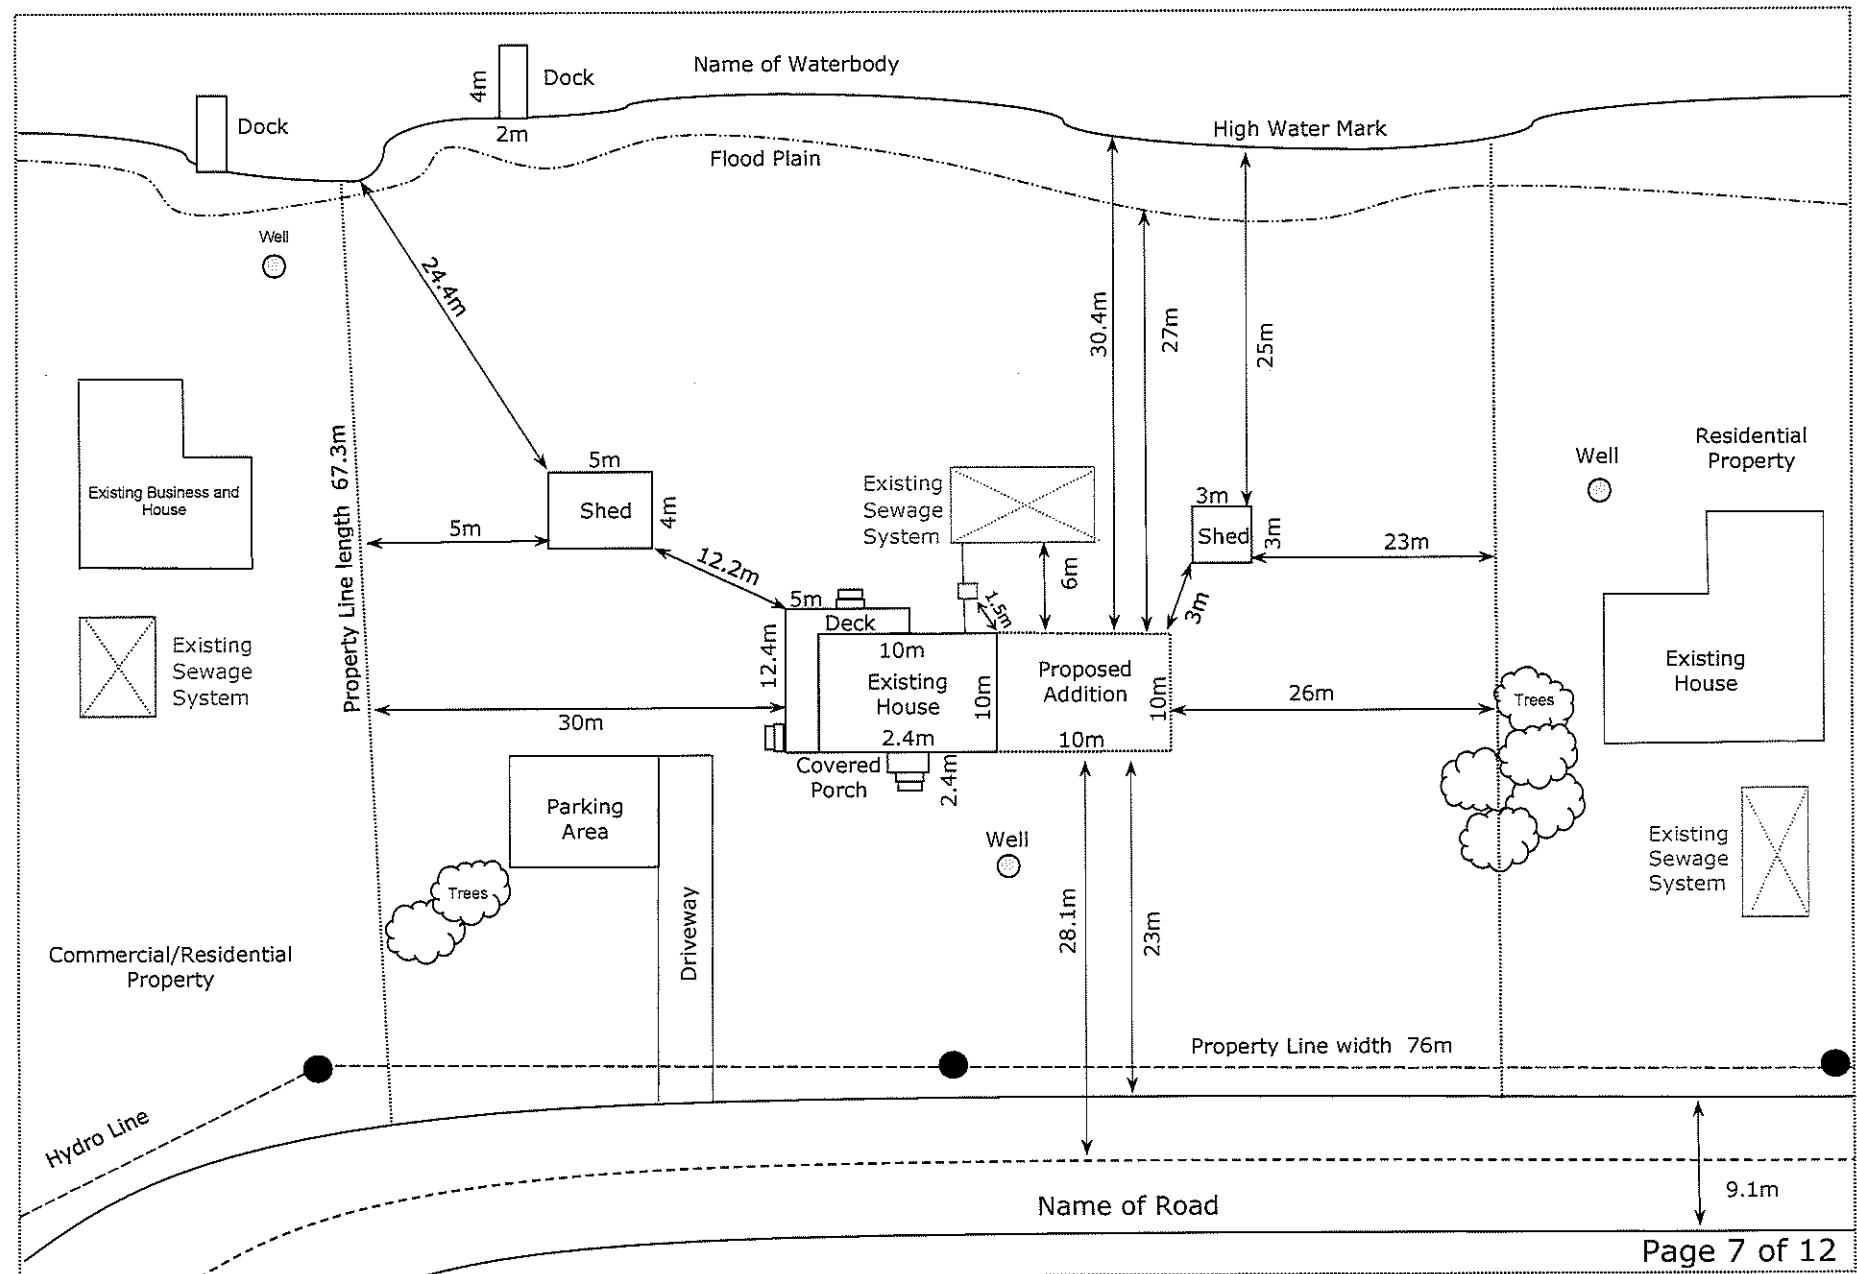 Name of Waterbody
4m
Dock
Dock
2m
High Water Mark
Flood Plain
Well
24.4m
30.4m
27m
25m
Property Line length 67.3m
Existing Business and
House
5m
Shed
4m
5m
12.2m
Existing
Sewage
System
6m
1.5m
3m
Shed
3m
23m
3m
Well
Residential
Property
Existing
Sewage
System
5m
Deck
12.4m
10m
Existing
House
10m
2.4m
Proposed
Addition
10m
10m
30m
26m
Trees
Existing
House
Covered
Porch
2.4m
Parking
Area
Well
Trees
Driveway
28.1m
23m
Existing
Sewage
System
Commercial/Residential
Property
Property Line width 76m
Hydro Line
Name of Road
9.1m
Page 7 of 12